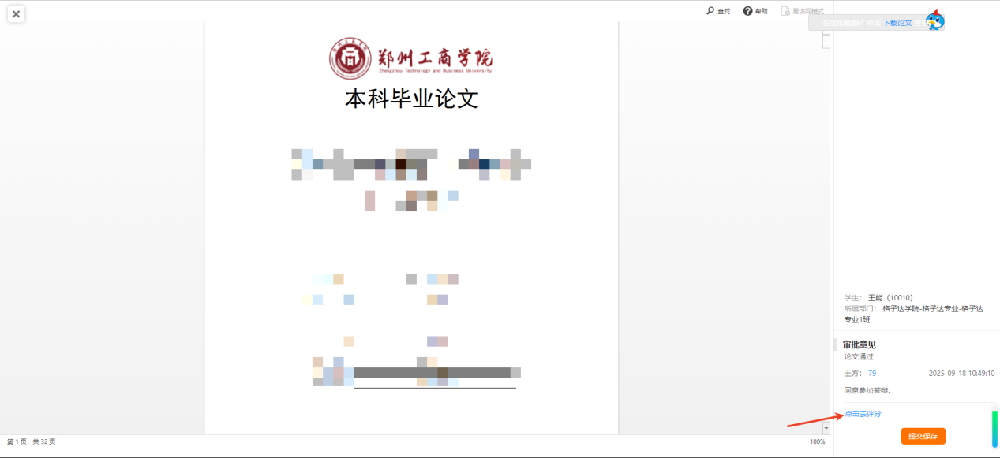 查找
帮助
易访问模式
下载论文
郑州工商学院
Zhengzhou Technology and Business University
本科毕业论文
学生： 王能（10010）
所属部门： 格子达学院-格子达专业-格子达
专业1班
审批意见
论文通过
王方： 79 2025-09-18 10:49:10
同意参加答辩。
点击去评分
提交保存
第 1 页，共 32 页
100%